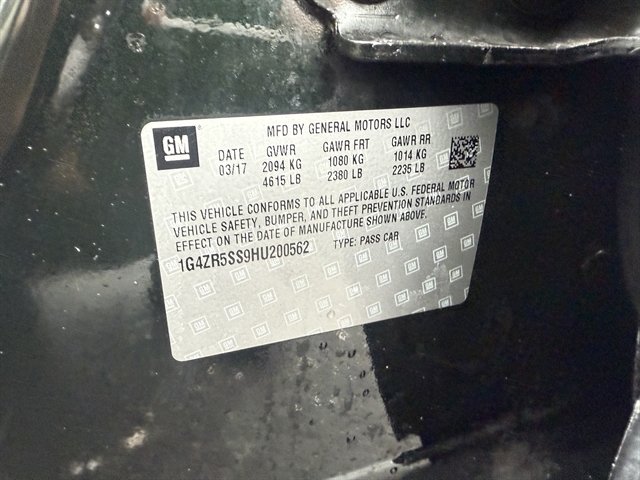 GM
MFD BY GENERAL MOTORS LLC
DATE GVWR GAWR FRT GAWR RR
03/17 2094 KG 1080 KG 1014 KG
4615 LB 2380 LB 2235 LB
THIS VEHICLE CONFORMS TO ALL APPLICABLE U.S. FEDERAL MOTOR
VEHICLE SAFETY, BUMPER, AND THEFT PREVENTION STANDARDS IN
EFFECT ON THE DATE OF MANUFACTURE SHOWN ABOVE.
1G4ZR5SS9HU200562 TYPE: PASS CAR